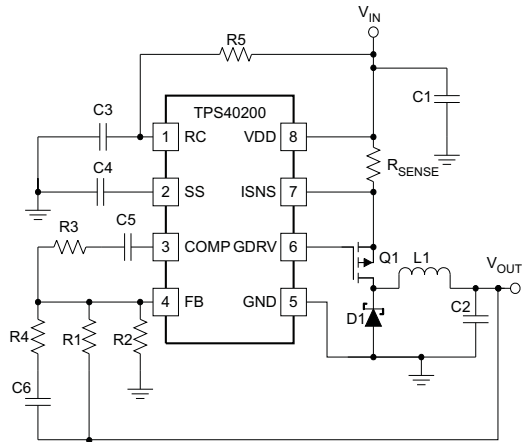 V_IN
R5
C1
C3
TPS40200
1 RC VDD 8
R_SENSE
C4
2 SS ISNS 7
R3 C5
3 COMP GDRV 6
Q1 L1
V_OUT
4 FB GND 5
D1 C2
R4 R1 R2
C6